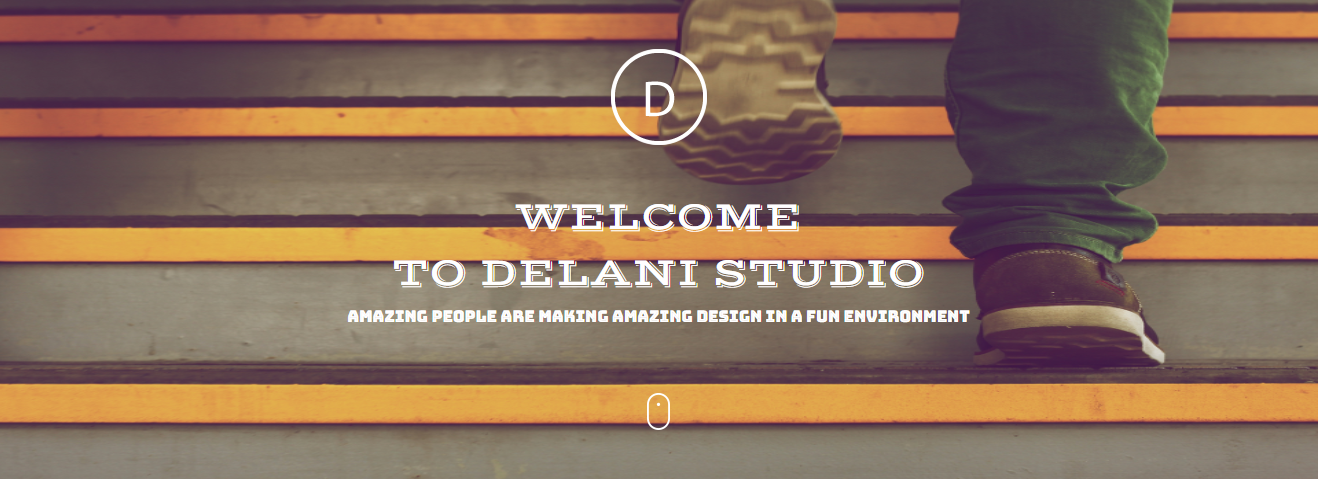 D
WELCOME
TO DELANI STUDIO
AMAZING PEOPLE ARE MAKING AMAZING DESIGN IN A FUN ENVIRONMENT